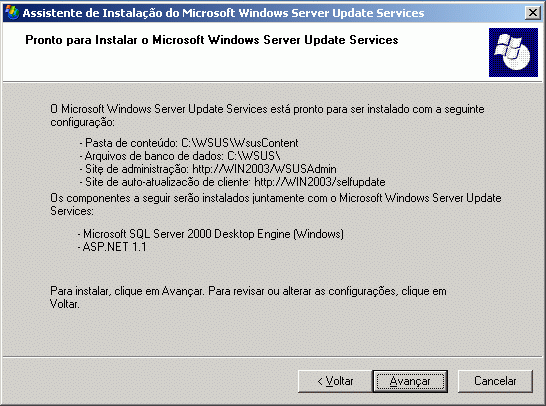 Assistente de Instalação do Microsoft Windows Server Update Services
Pronto para Instalar o Microsoft Windows Server Update Services
O Microsoft Windows Server Update Services está pronto para ser instalado com a seguinte
configuração:
- Pasta de conteúdo: C:\WSUS\WsusContent
- Arquivos de banco de dados: C:\WSUS\
- Site de administração: http://WIN2003/WSUSAdmin
- Site de auto-atualização de cliente: http://WIN2003/selfupdate
Os componentes a seguir serão instalados juntamente com o Microsoft Windows Server Update
Services:
- Microsoft SQL Server 2000 Desktop Engine (Windows)
- ASP.NET 1.1
Para instalar, clique em Avançar. Para revisar ou alterar as configurações, clique em
Voltar.
< Voltar Avançar Cancelar